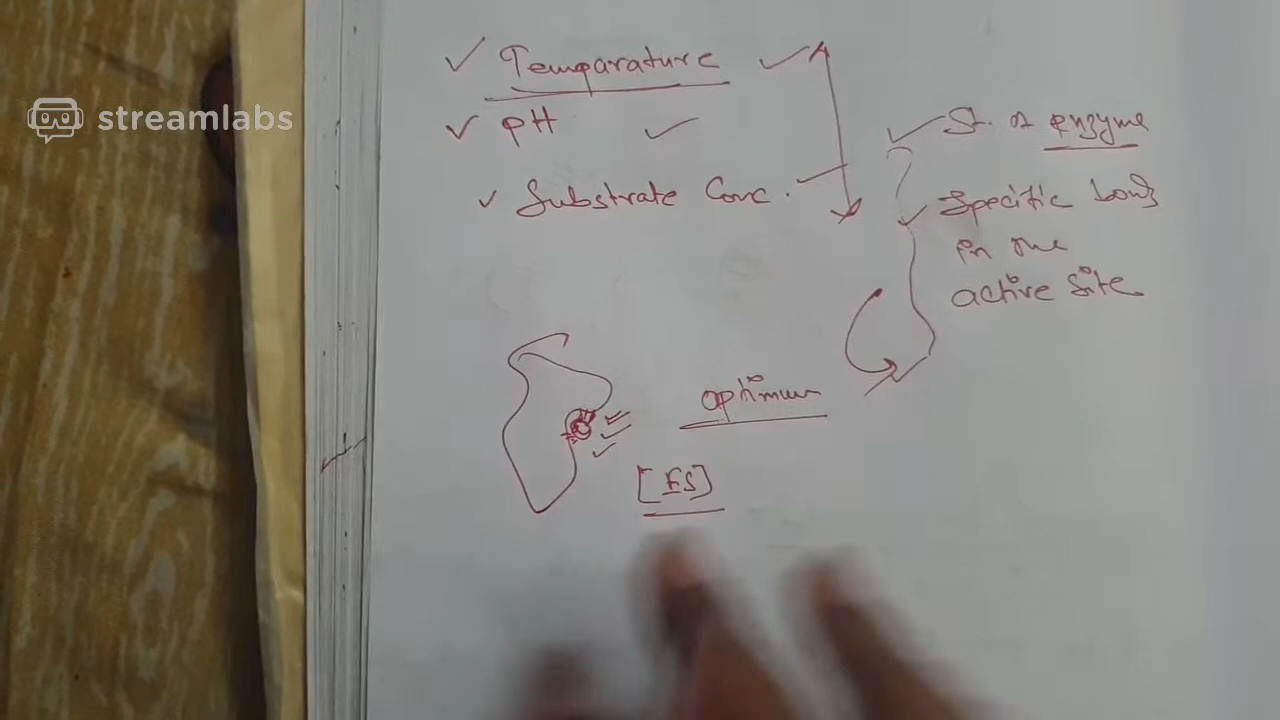 streamlabs
Temparature
pH
Substrate Conc.
St. of enzyme
Specific bonds
in the
active site
optimum
[ES]